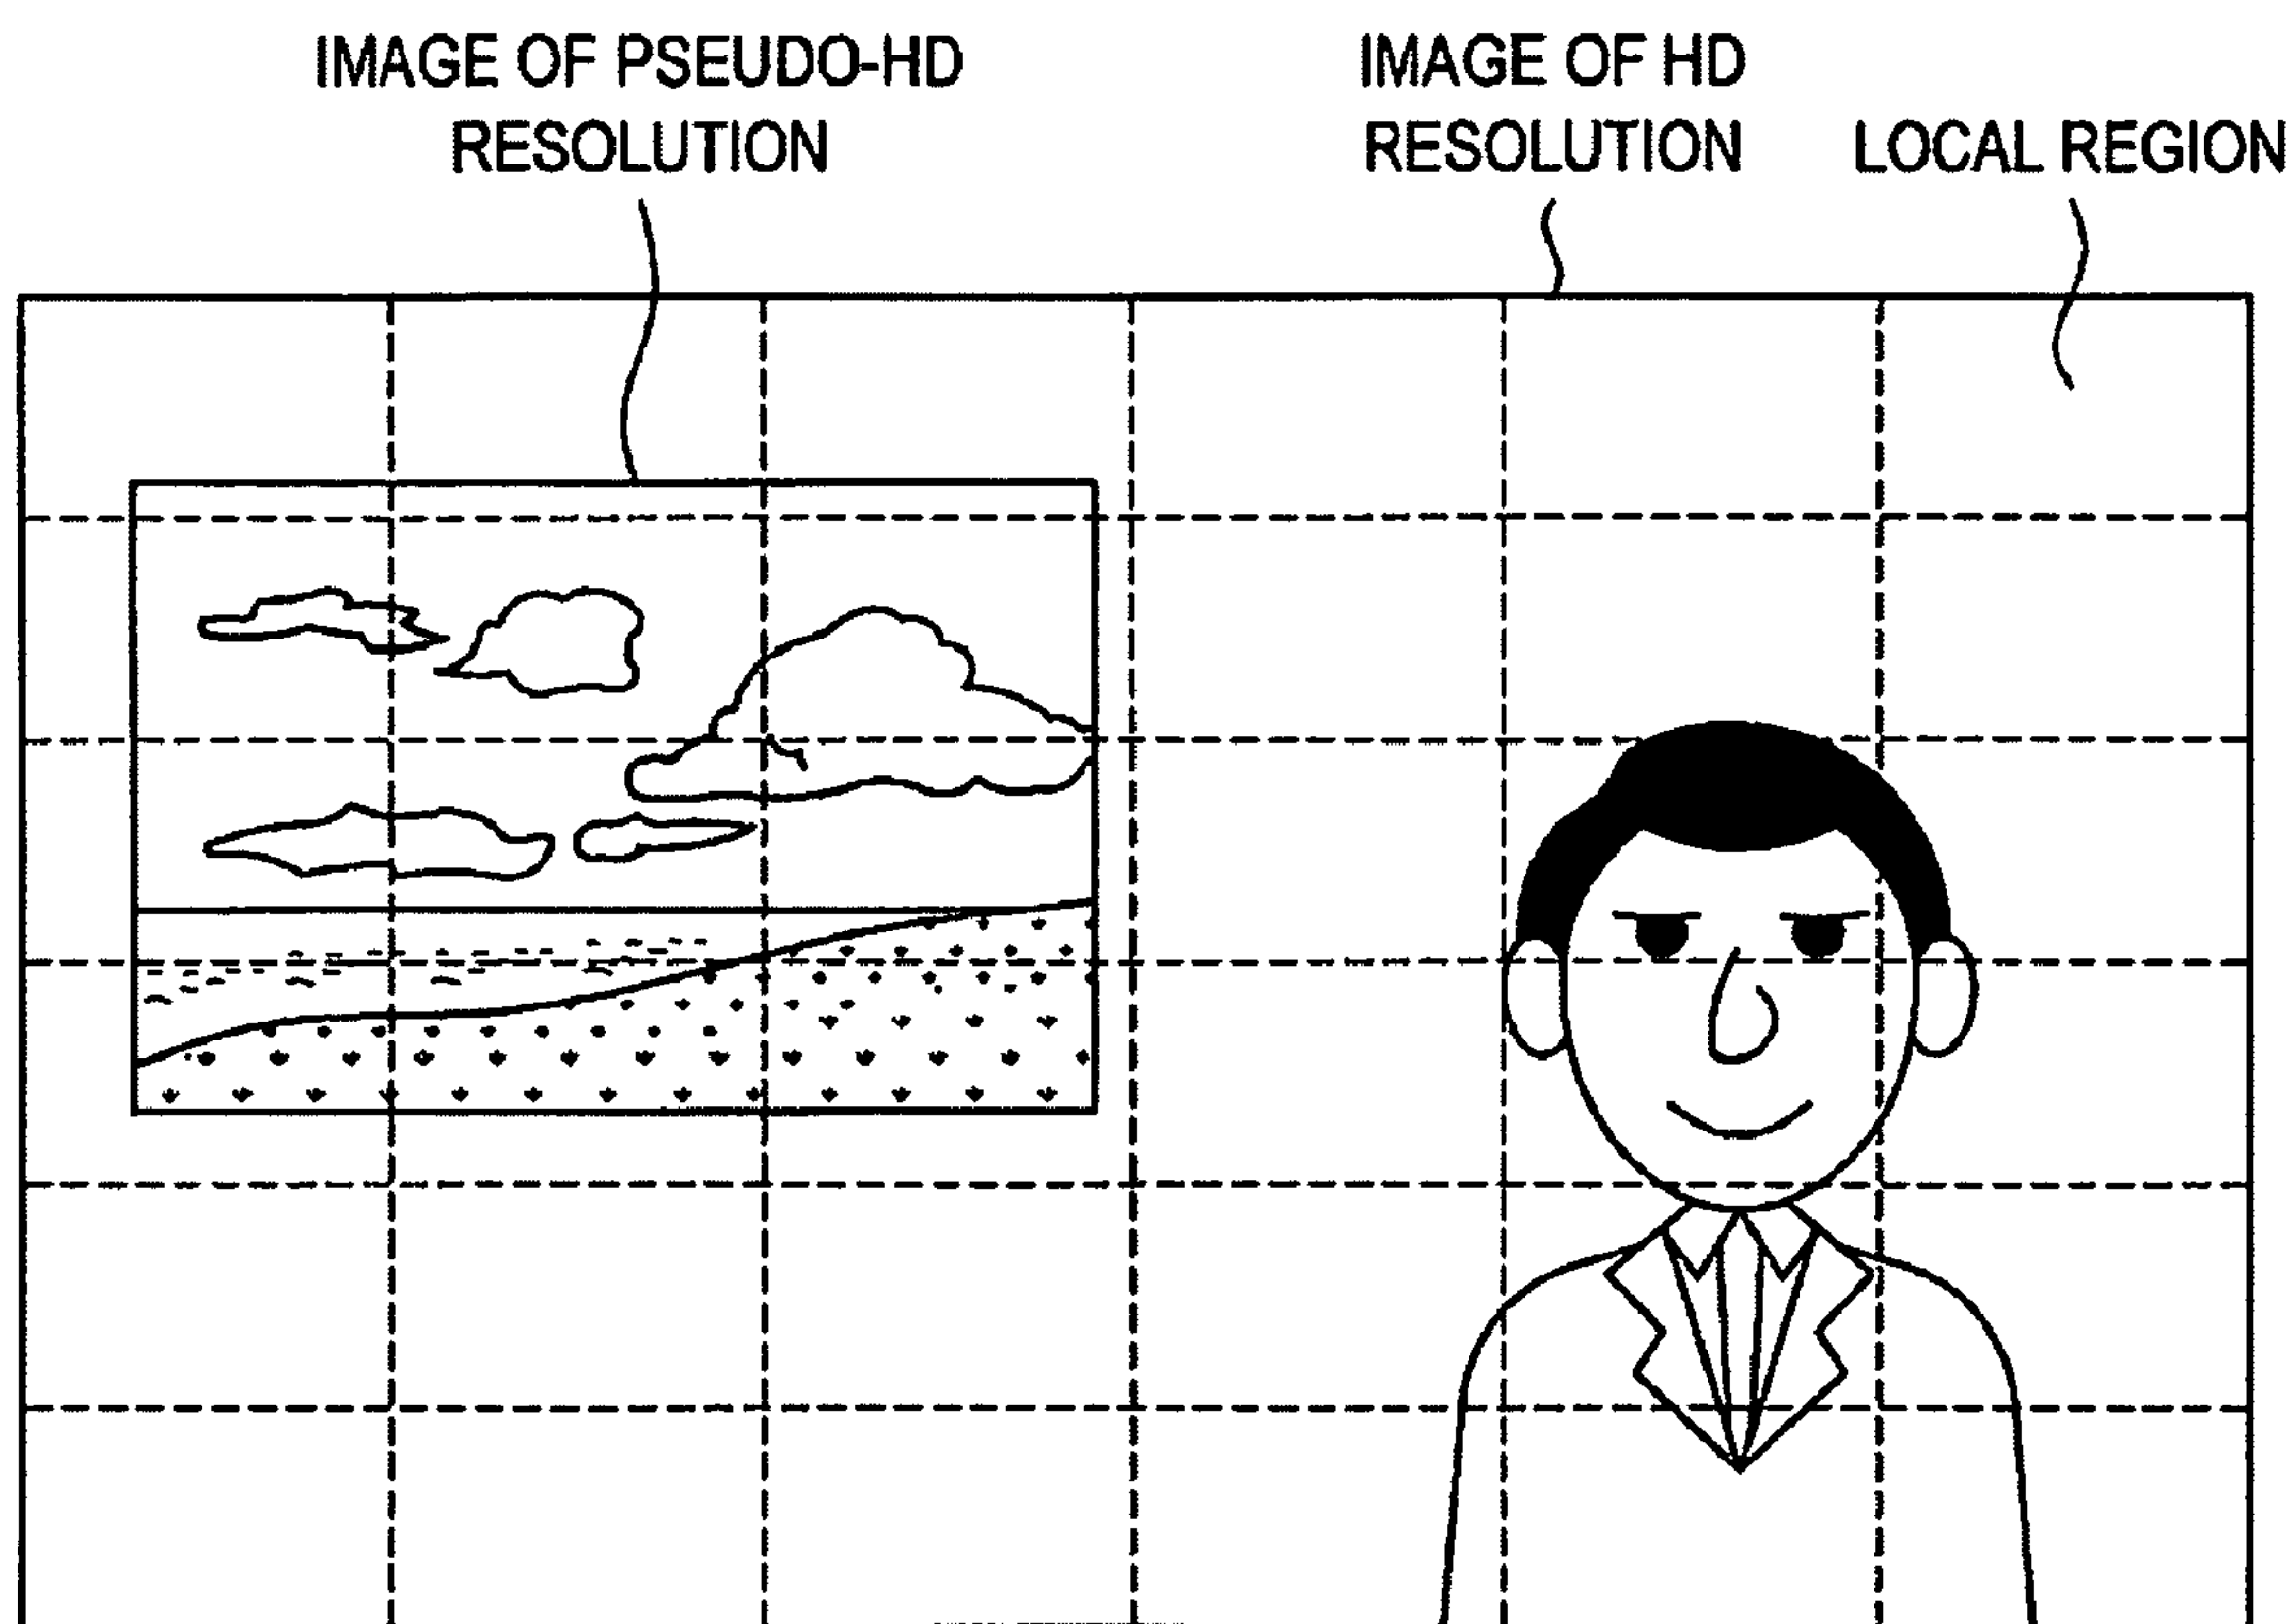 IMAGE OF PSEUDO-HD
RESOLUTION
IMAGE OF HD
RESOLUTION
LOCAL REGION